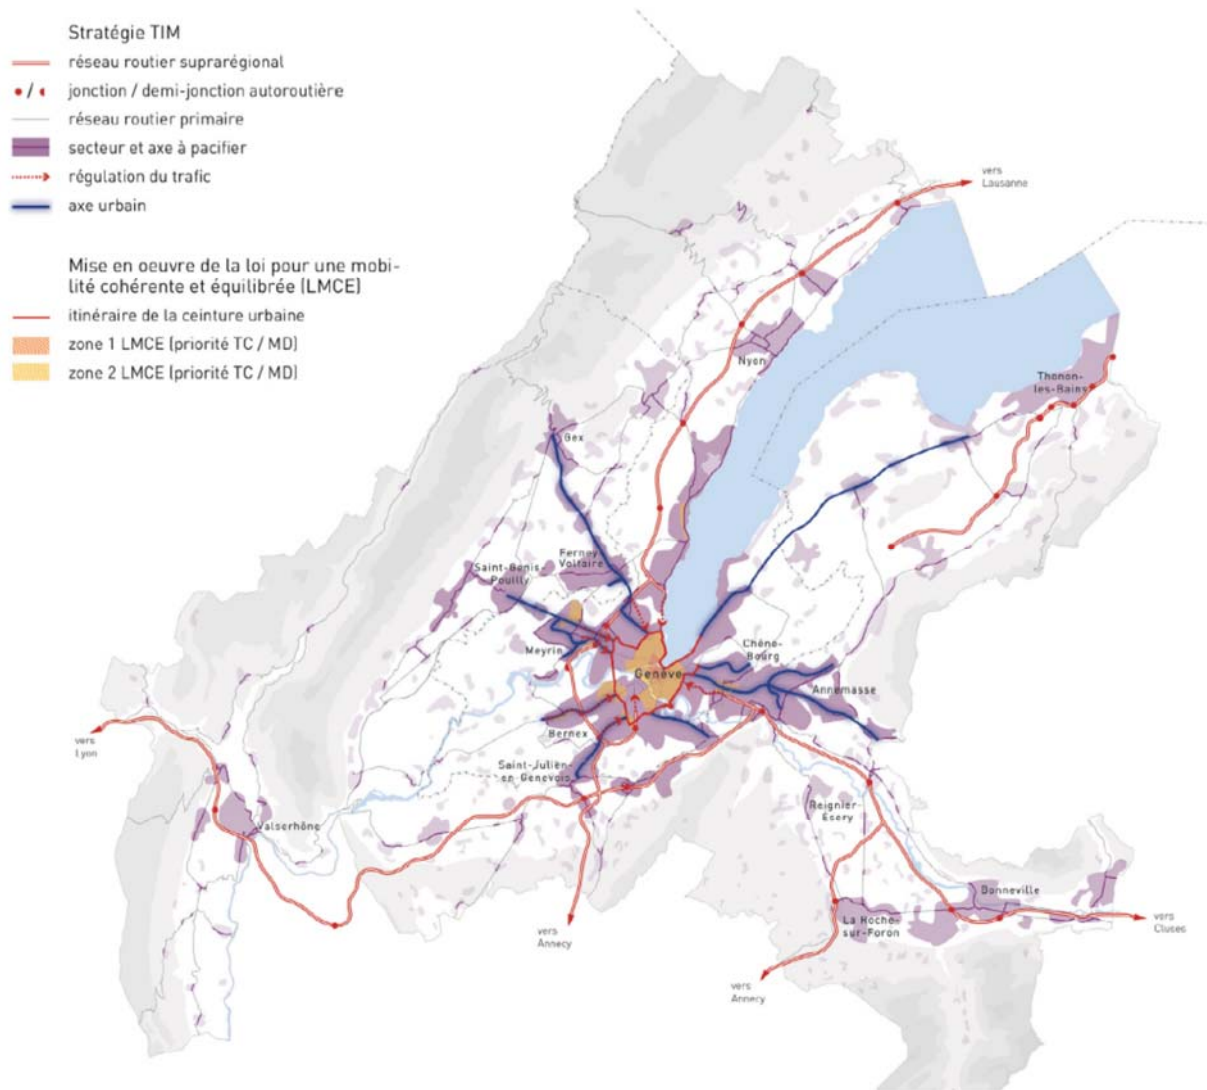 Stratégie TIM
réseau routier suprarégional
jonction / demi-jonction autoroutière
réseau routier primaire
secteur et axe à pacifier
régulation du trafic
axe urbain
Mise en oeuvre de la loi pour une mobi-
lité cohérente et équilibrée (LMCE)
itinéraire de la ceinture urbaine
zone 1 LMCE (priorité TC / MD)
zone 2 LMCE (priorité TC / MD)
vers
Lausanne
Nyon
Thonon-
les-Bains
Gex
Ferney
Voltaire
Saint-Genis-
Pouilly
Meyrin
Genève
Chêne-
Bourg
Annemasse
Bernex
Saint-Julien-
en-Genevois
vers
Lyon
Valserhône
Reignier-
Esery
Bonneville
La Roche-
sur-Foron
vers
Cluses
vers
Annecy
vers
Annecy